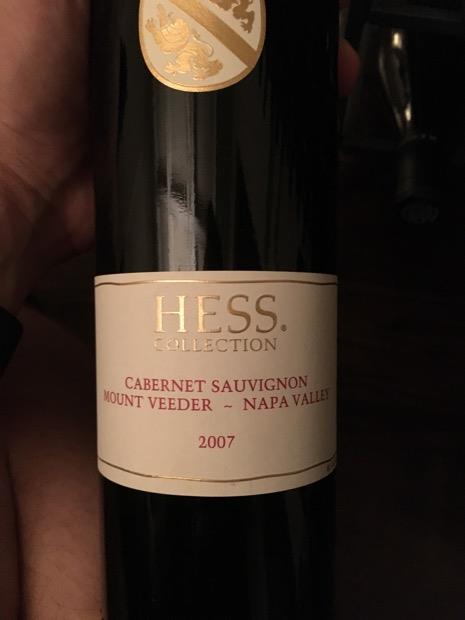 HESS.
COLLECTION
CABERNET SAUVIGNON
MOUNT VEEDER ~ NAPA VALLEY
2007